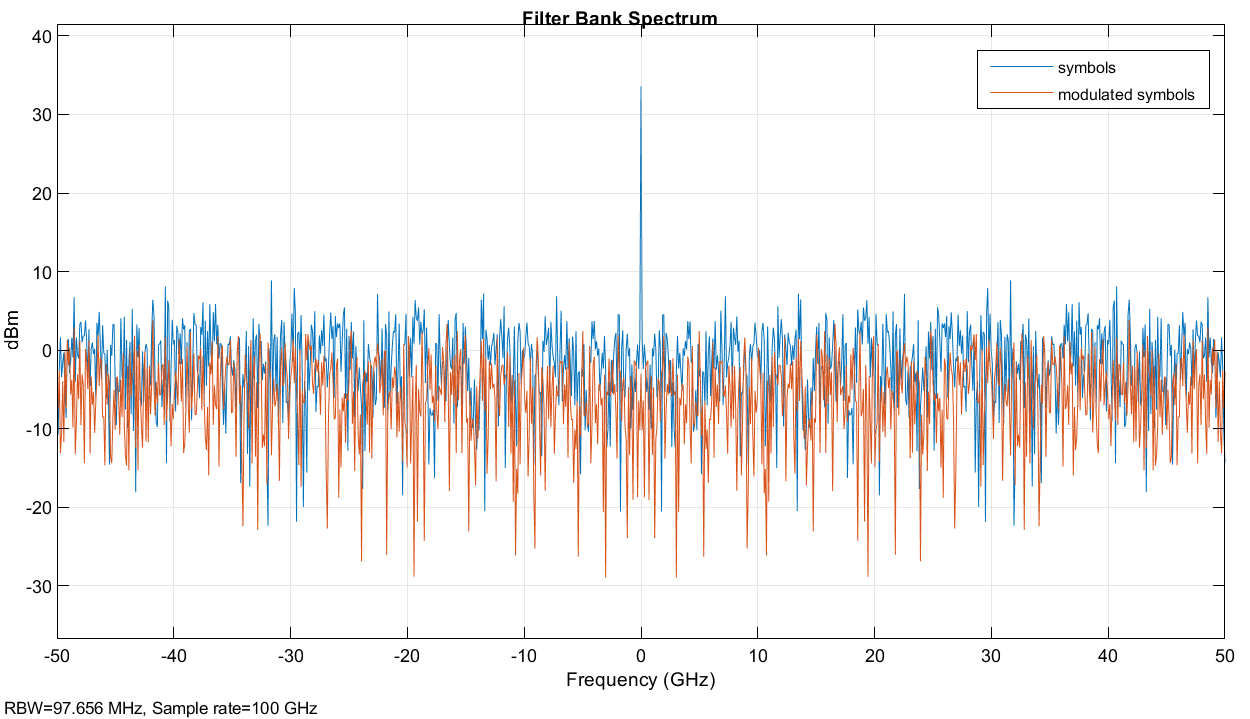 Filter Bank Spectrum
symbols
modulated symbols
40
30
20
10
0
-10
-20
-30
dBm
-50 -40 -30 -20 -10 0 10 20 30 40 50
Frequency (GHz)
RBW=97.656 MHz, Sample rate=100 GHz